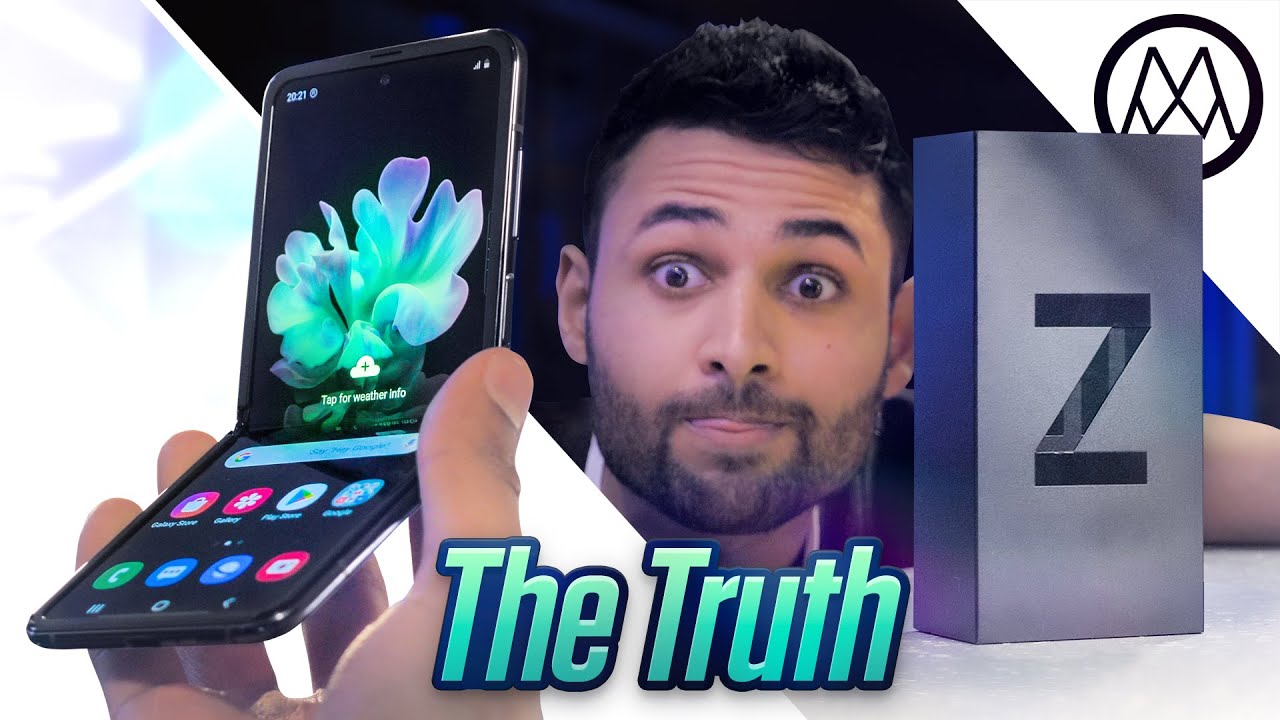 20:21
Tap for weather info
Say "Hey Google"
Galaxy Store
Gallery
Play Store
Google
Z
The Truth